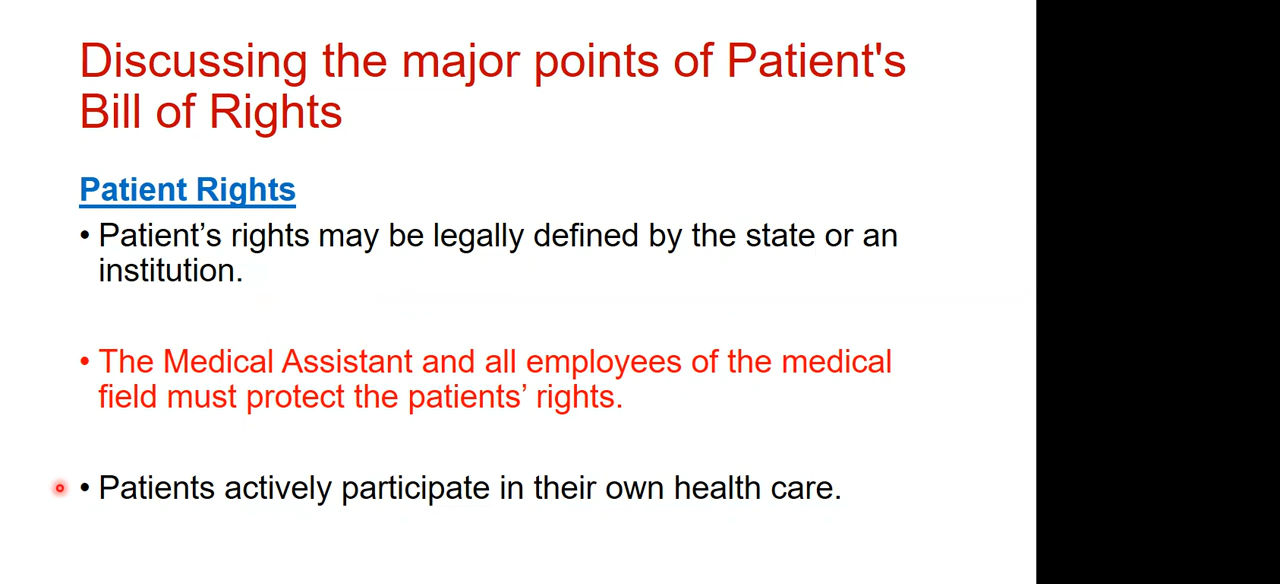 Discussing the major points of Patient's
Bill of Rights
Patient Rights
• Patient’s rights may be legally defined by the state or an
institution.
• The Medical Assistant and all employees of the medical
field must protect the patients’ rights.
• Patients actively participate in their own health care.